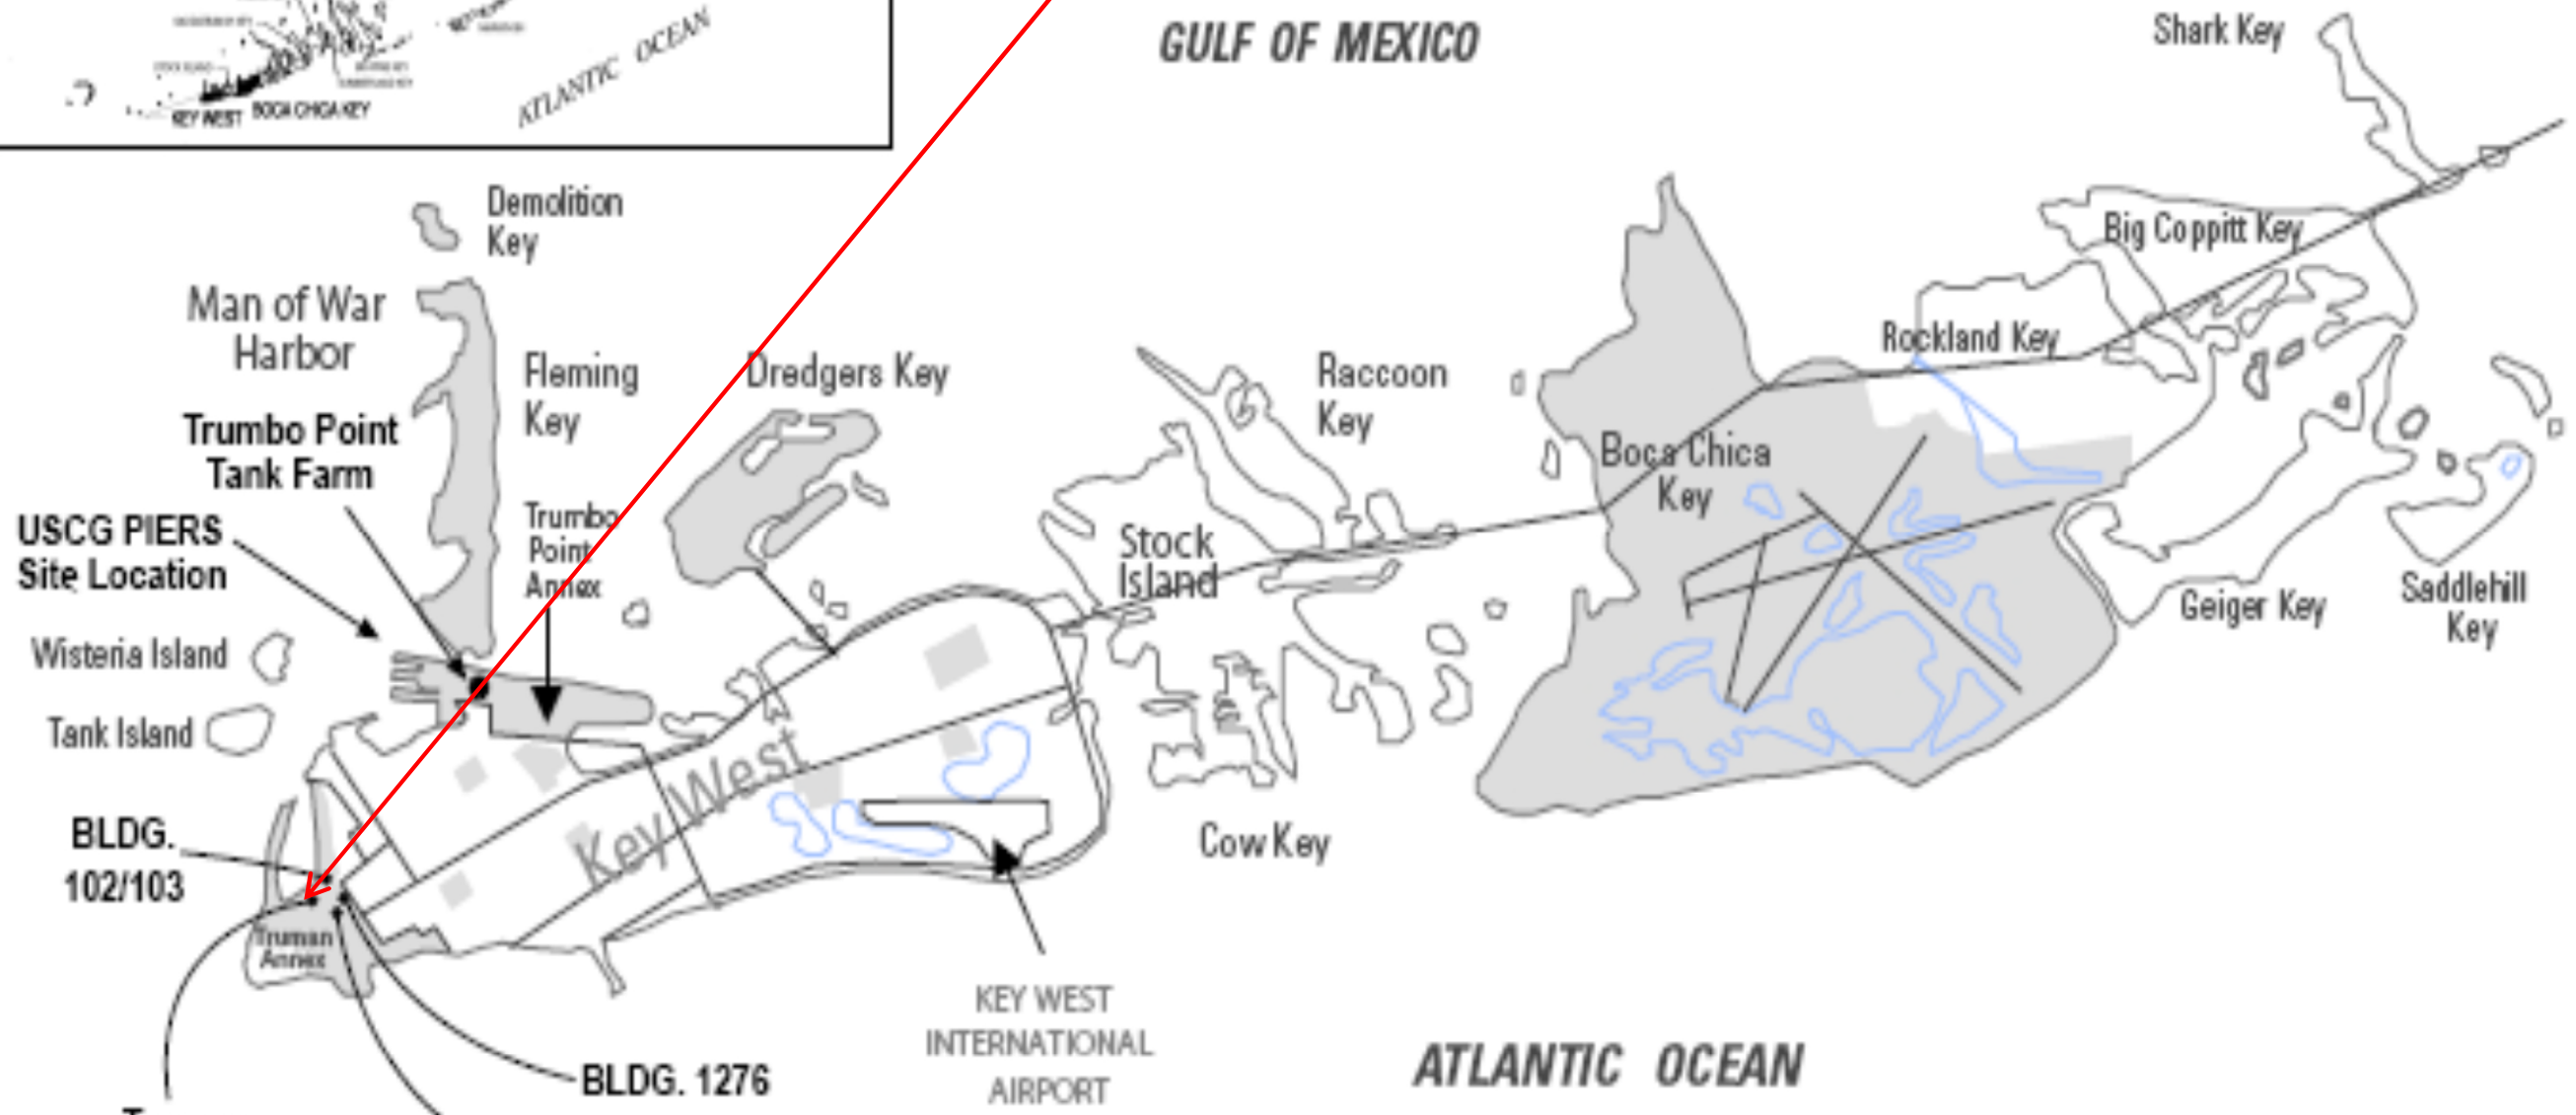 ATLANTIC OCEAN
KEY WEST
BOCA CHICA KEY
GULF OF MEXICO
Shark Key
Demolition
Key
Big Coppitt Key
Man of War
Harbor
Rockland Key
Fleming
Key
Dredgers Key
Raccoon
Key
Trumbo Point
Tank Farm
Boca Chica
Key
USCG PIERS
Site Location
Trumbo
Point
Annex
Stock
Island
Saddlehill
Key
Geiger Key
Wisteria Island
Tank Island
Key West
BLDG.
102/103
Cow Key
Truman
Annex
KEY WEST
INTERNATIONAL
AIRPORT
BLDG. 1276
ATLANTIC OCEAN